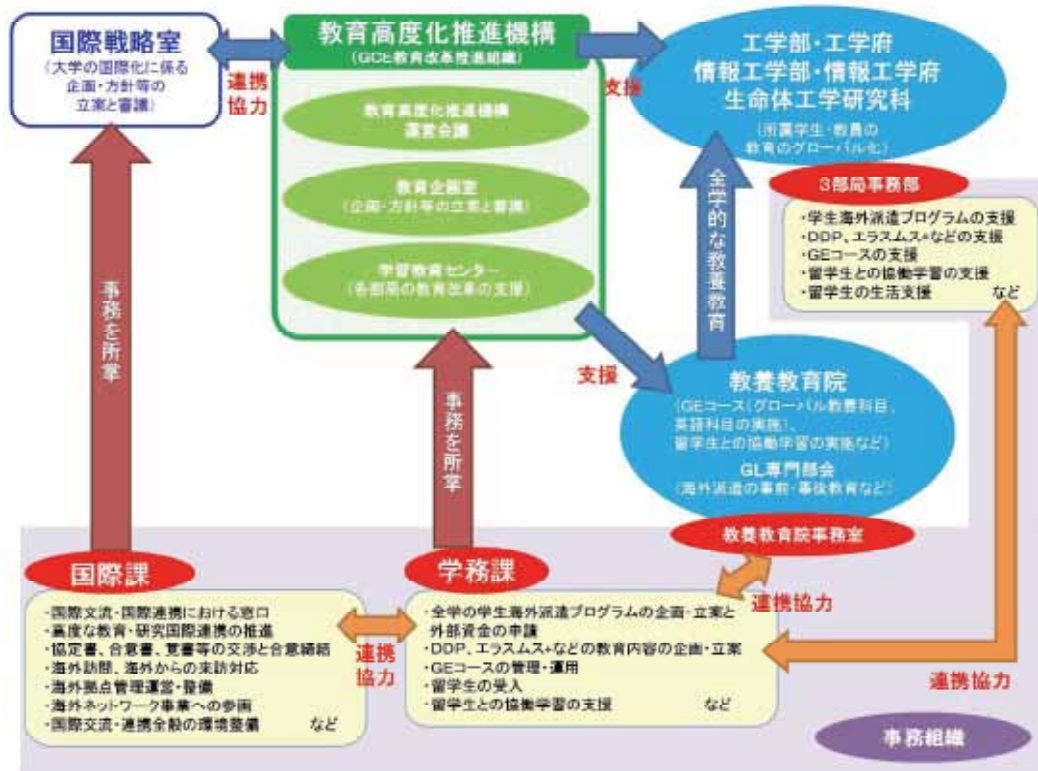 国際戦略室
(大学の国際化に係る
企画・方針等の
立案と審議)
連携
協力
教育高度化推進機構
(GCE教育改革推進組織)
教育高度化推進機構
運営会議
教育企画室
(企画・方針等の立案と審議)
学習教育センター
(各部局の教育改革の支援)
支援
工学部・工学府
情報工学部・情報工学府
生命体工学研究科
(所属学生・教員の
教育のグローバル化)
3部局事務部
・学生海外派遣プログラムの支援
・DDP、エラスムス+などの支援
・GEコースの支援
・留学生との協働学習の支援
・留学生の生活支援 など
全学的な教養教育
事務を所掌
事務を所掌
支援
教養教育院
(GEコース(グローバル教養科目、
英語科目の実施)、
留学生との協働学習の実施など)
GL専門部会
(海外派遣の事前・事後教育など)
教養教育院事務室
国際課
・国際交流・国際連携における窓口
・高度な教育・研究国際連携の推進
・協定書、合意書、覚書等の交渉と合意締結
・海外訪問、海外からの来訪対応
・海外拠点管理運営・整備
・海外ネットワーク事業への参画
・国際交流・連携全般の環境整備 など
連携
協力
学務課
・全学の学生海外派遣プログラムの企画・立案と
外部資金の申請
・DDP、エラスムス+などの教育内容の企画・立案
・GEコースの管理・運用
・留学生の受入
・留学生との協働学習の支援 など
連携協力
連携協力
事務組織